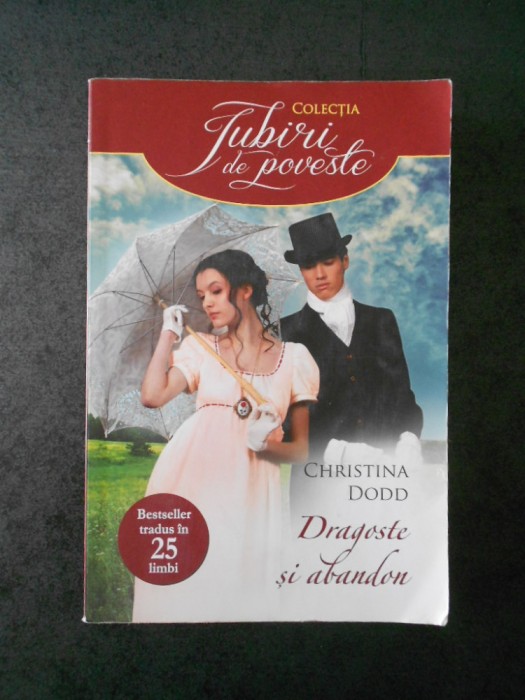 COLECȚIA
Iubiri
de poveste
CHRISTINA
DODD
Dragoste
și abandon
Bestseller
tradus în
25
limbi